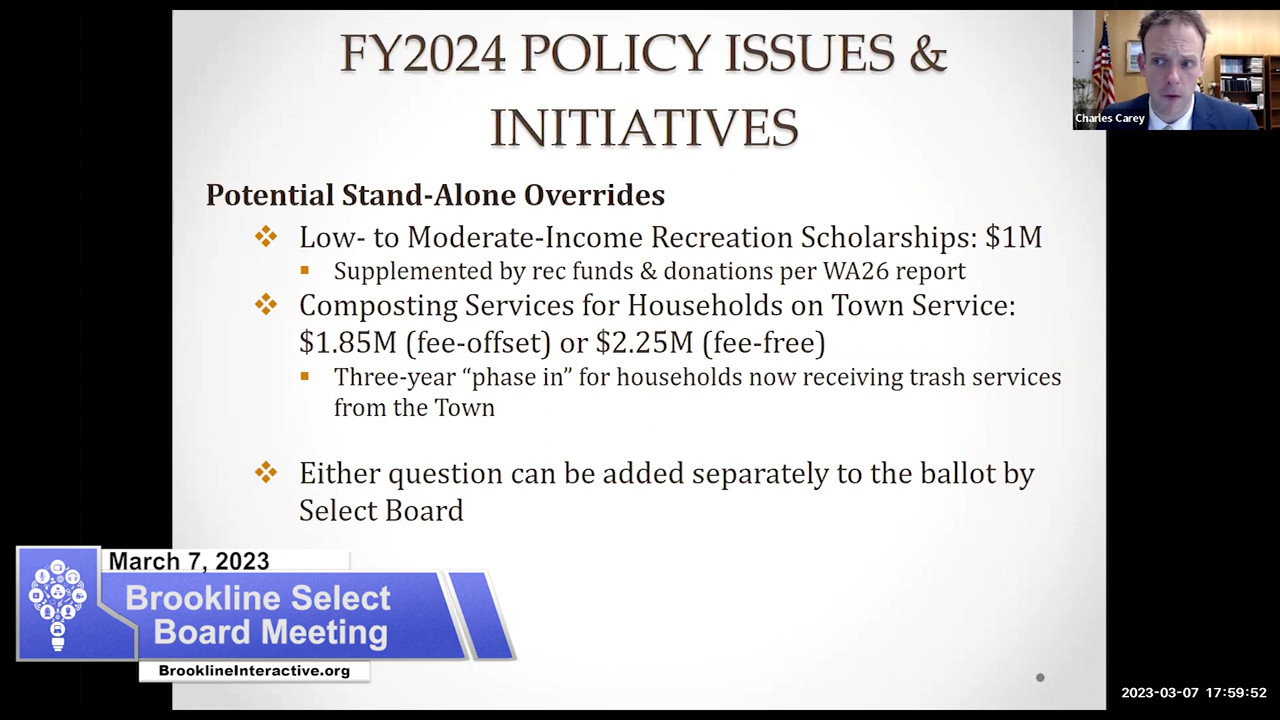 FY2024 POLICY ISSUES &
INITIATIVES
Charles Carey
Potential Stand-Alone Overrides
❖ Low- to Moderate-Income Recreation Scholarships: $1M
▪ Supplemented by rec funds & donations per WA26 report
❖ Composting Services for Households on Town Service:
$1.85M (fee-offset) or $2.25M (fee-free)
▪ Three-year “phase in” for households now receiving trash services
from the Town
❖ Either question can be added separately to the ballot by
Select Board
March 7, 2023
Brookline Select
Board Meeting
BrooklineInteractive.org
2023-03-07 17:59:52